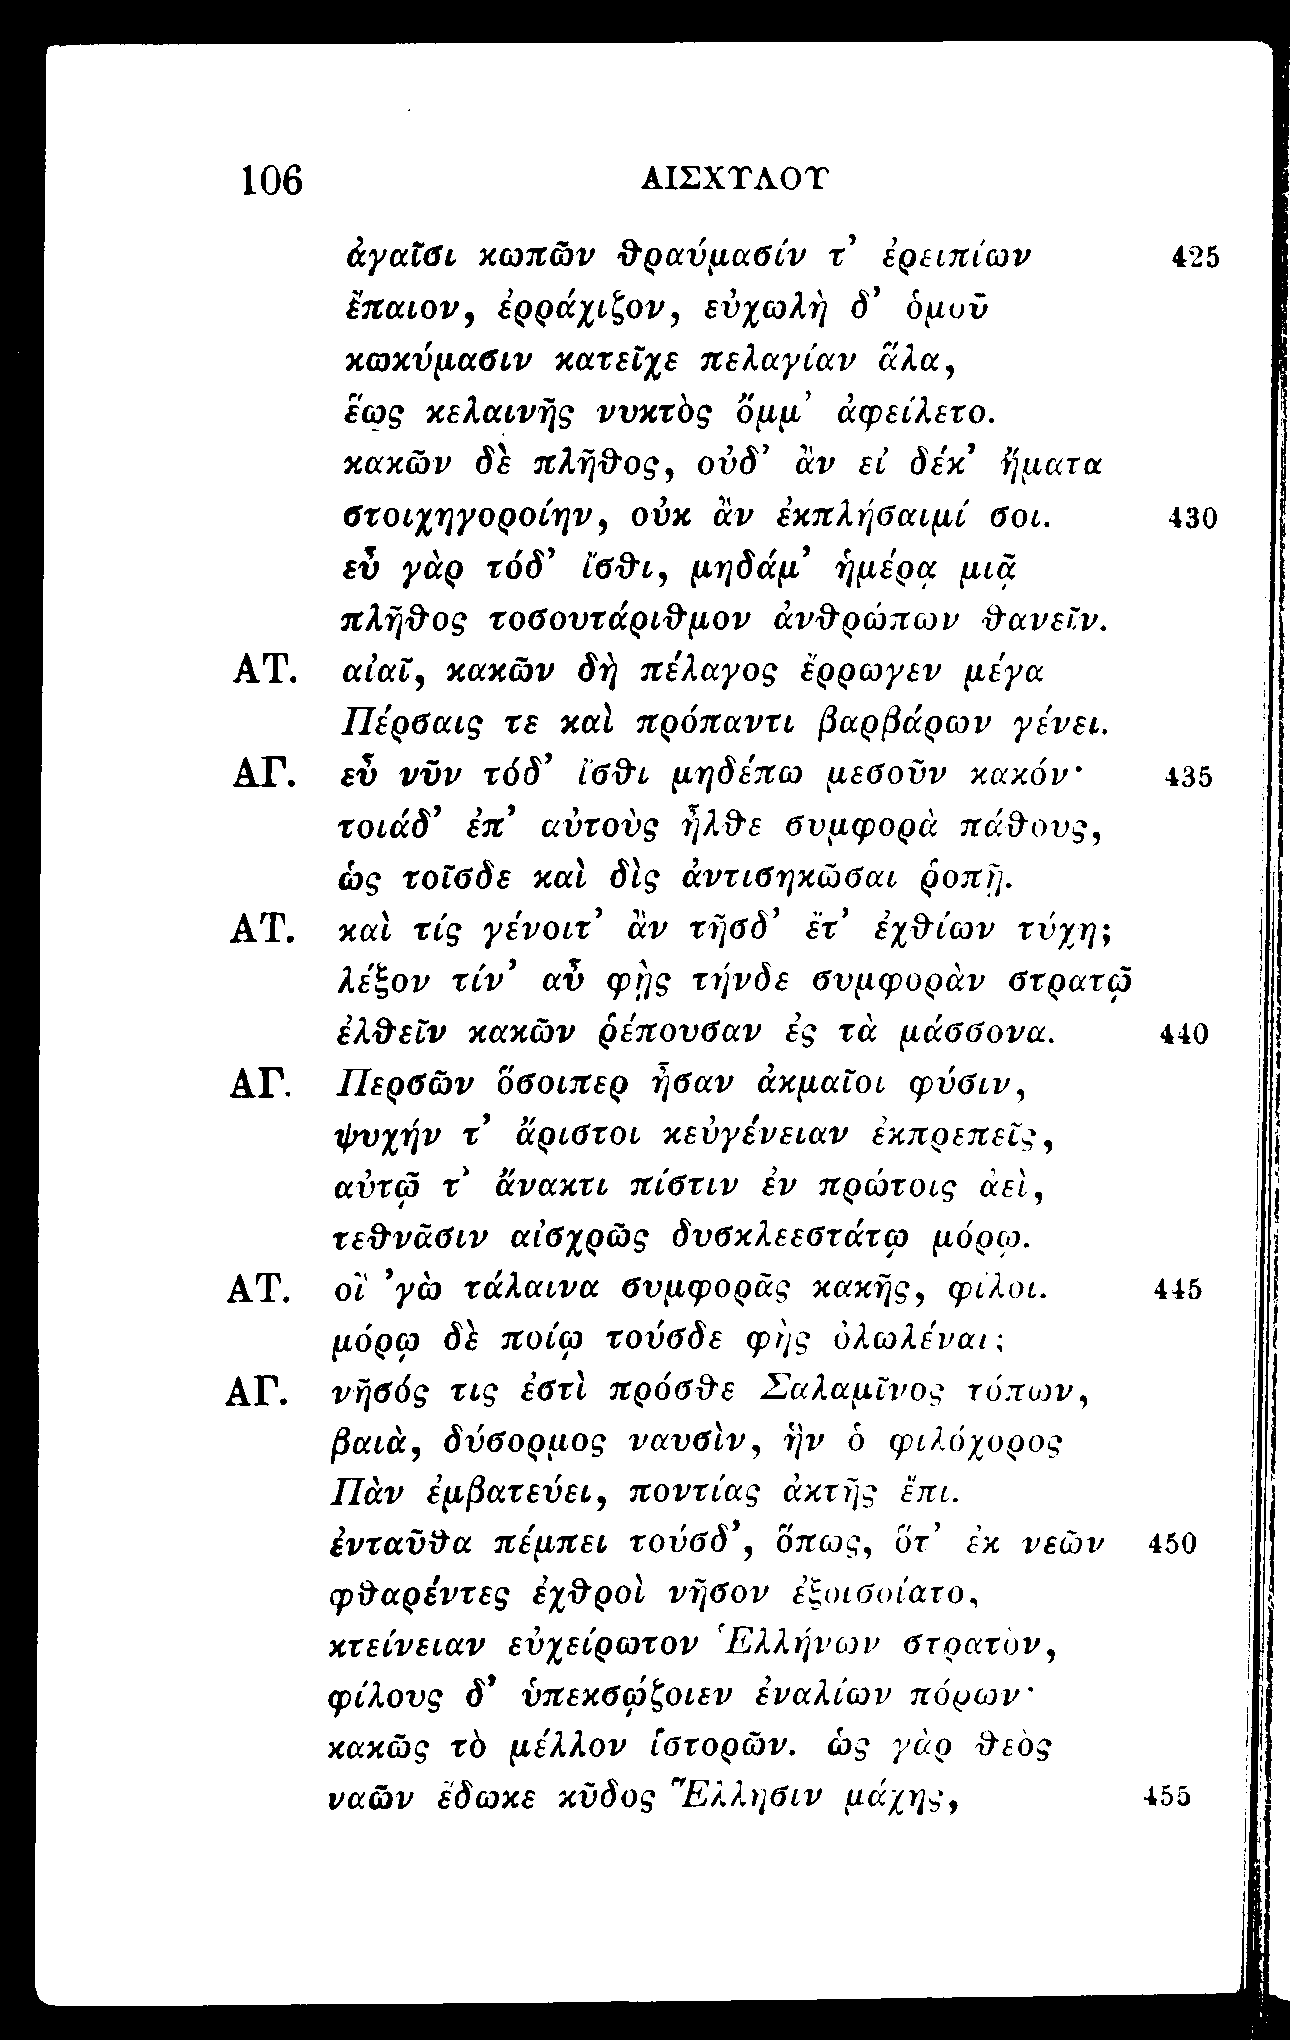 106 ΑΙΣΧΥΛΟΥ
ἀγαῖσι κωπῶν θραύμασίν τ’ ἐρειπίων 425
ἔπαιον, ἐρράχιζον, εὐχωλὴ δ’ ὁμοῦ
κωκύμασιν κατεῖχε πελαγίαν ἅλα,
ἕως κελαινῆς νυκτὸς ὄμμ’ ἀφείλετο.
κακῶν δὲ πλῆθος, οὐδ’ ἂν εἰ δέκ’ ἤματα
στοιχηγοροίην, οὐκ ἂν ἐκπλήσαιμί σοι. 430
εὖ γὰρ τόδ’ ἴσθι, μηδάμ’ ἡμέρᾳ μιᾷ
πλῆθος τοσουτάριθμον ἀνθρώπων θανεῖν.
ΑΤ. αἰαῖ, κακῶν δὴ πέλαγος ἔρρωγεν μέγα
Πέρσαις τε καὶ πρόπαντι βαρβάρων γένει.
ΑΓ. εὖ νῦν τόδ’ ἴσθι μηδέπω μεσοῦν κακόν· 435
τοιάδ’ ἐπ’ αὐτοὺς ἦλθε συμφορὰ πάθους,
ὡς τοῖσδε καὶ δὶς ἀντισηκῶσαι ῥοπῇ.
ΑΤ. καὶ τίς γένοιτ’ ἂν τῆσδ’ ἔτ’ ἐχθίων τύχη;
λέξον τίν’ αὖ φῂς τήνδε συμφορὰν στρατῷ
ἐλθεῖν κακῶν ῥέπουσαν ἐς τὰ μάσσονα. 440
ΑΓ. Περσῶν ὅσοιπερ ἦσαν ἀκμαῖοι φύσιν,
ψυχήν τ’ ἄριστοι κεὐγένειαν ἐκπρεπεῖς,
αὐτῷ τ’ ἄνακτι πίστιν ἐν πρώτοις ἀεὶ,
τεθνᾶσιν αἰσχρῶς δυσκλεεστάτῳ μόρῳ.
ΑΤ. οἲ ’γὼ τάλαινα συμφορᾶς κακῆς, φίλοι. 445
μόρῳ δὲ ποίῳ τούσδε φῂς ὀλωλέναι;
ΑΓ. νῆσός τις ἐστὶ πρόσθε Σαλαμῖνος τόπων,
βαιὰ, δύσορμος ναυσὶν, ἣν ὁ φιλόχορος
Πὰν ἐμβατεύει, ποντίας ἀκτῆς ἔπι.
ἐνταῦθα πέμπει τούσδ’, ὅπως, ὅτ’ ἐκ νεῶν 450
φθαρέντες ἐχθροὶ νῆσον ἐξοισοίατο,
κτείνειαν εὐχείρωτον Ἑλλήνων στρατὸν,
φίλους δ’ ὑπεκσῴζοιεν ἐναλίων πόρων·
κακῶς τὸ μέλλον ἱστορῶν. ὡς γὰρ θεὸς
ναῶν ἔδωκε κῦδος Ἕλλησιν μάχης, 455